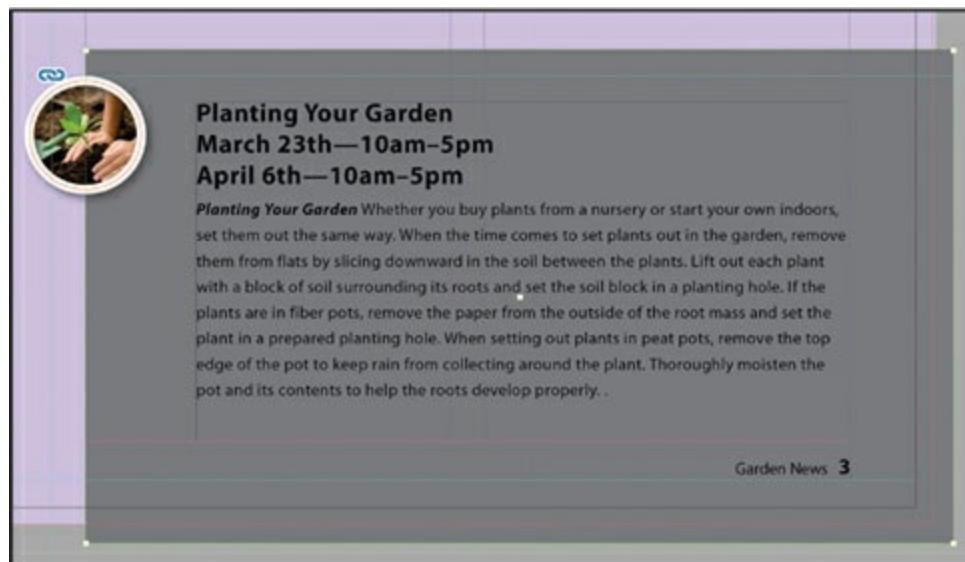 Planting Your Garden
March 23th—10am–5pm
April 6th—10am–5pm
Planting Your Garden Whether you buy plants from a nursery or start your own indoors,
set them out the same way. When the time comes to set plants out in the garden, remove
them from flats by slicing downward in the soil between the plants. Lift out each plant
with a block of soil surrounding its roots and set the soil block in a planting hole. If the
plants are in fiber pots, remove the paper from the outside of the root mass and set the
plant in a prepared planting hole. When setting out plants in peat pots, remove the top
edge of the pot to keep rain from collecting around the plant. Thoroughly moisten the
pot and its contents to help the roots develop properly. .
Garden News 3